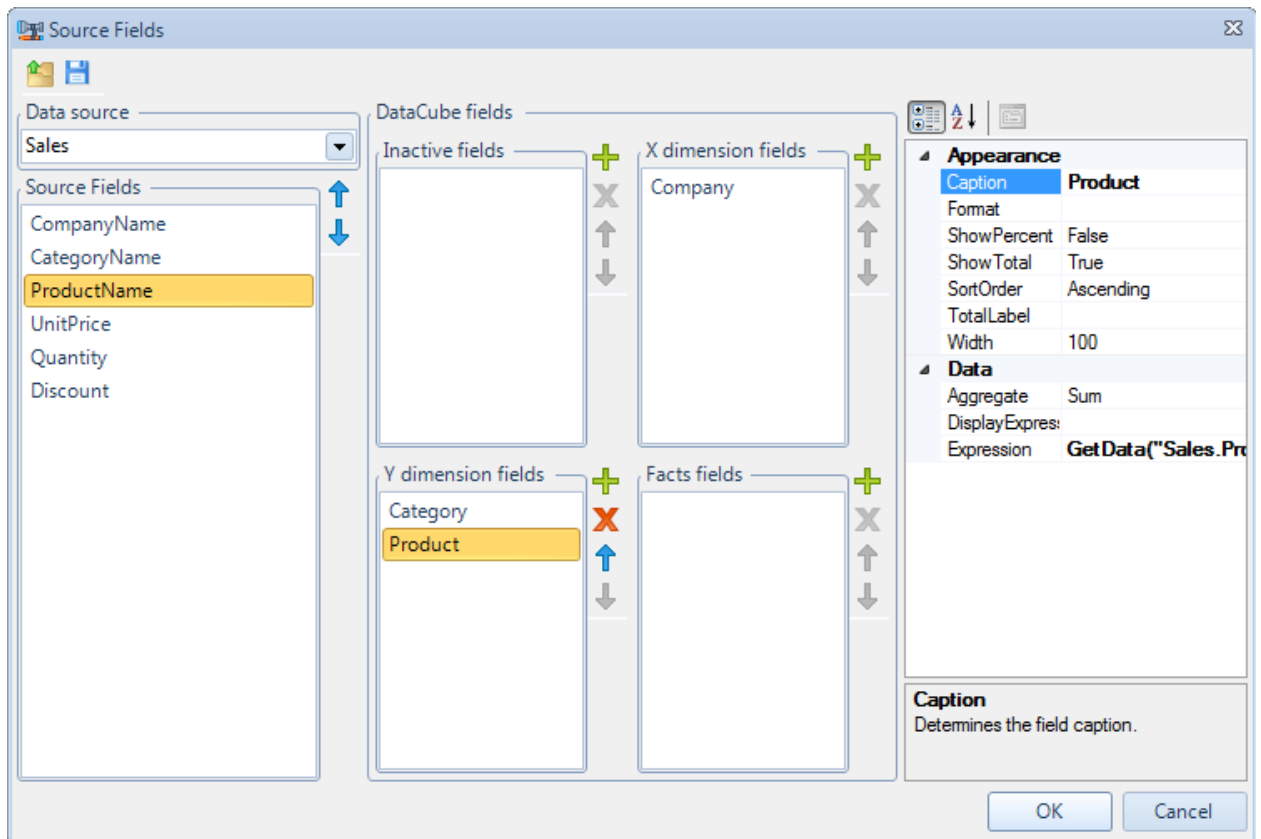 Source Fields
Data source
Sales
Source Fields
CompanyName
CategoryName
ProductName
UnitPrice
Quantity
Discount
DataCube fields
Inactive fields
X dimension fields
Company
Y dimension fields
Category
Product
Facts fields
Appearance
Caption Product
Format
ShowPercent False
ShowTotal True
SortOrder Ascending
TotalLabel
Width 100
Data
Aggregate Sum
DisplayExpres
Expression GetData("Sales.Pro
Caption
Determines the field caption.
OK Cancel